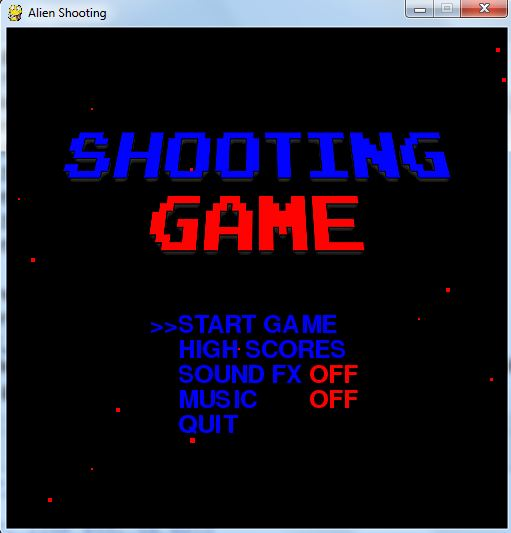 Alien Shooting
SHOOTING
GAME
>>START GAME
HIGH SCORES
SOUND FX OFF
MUSIC OFF
QUIT